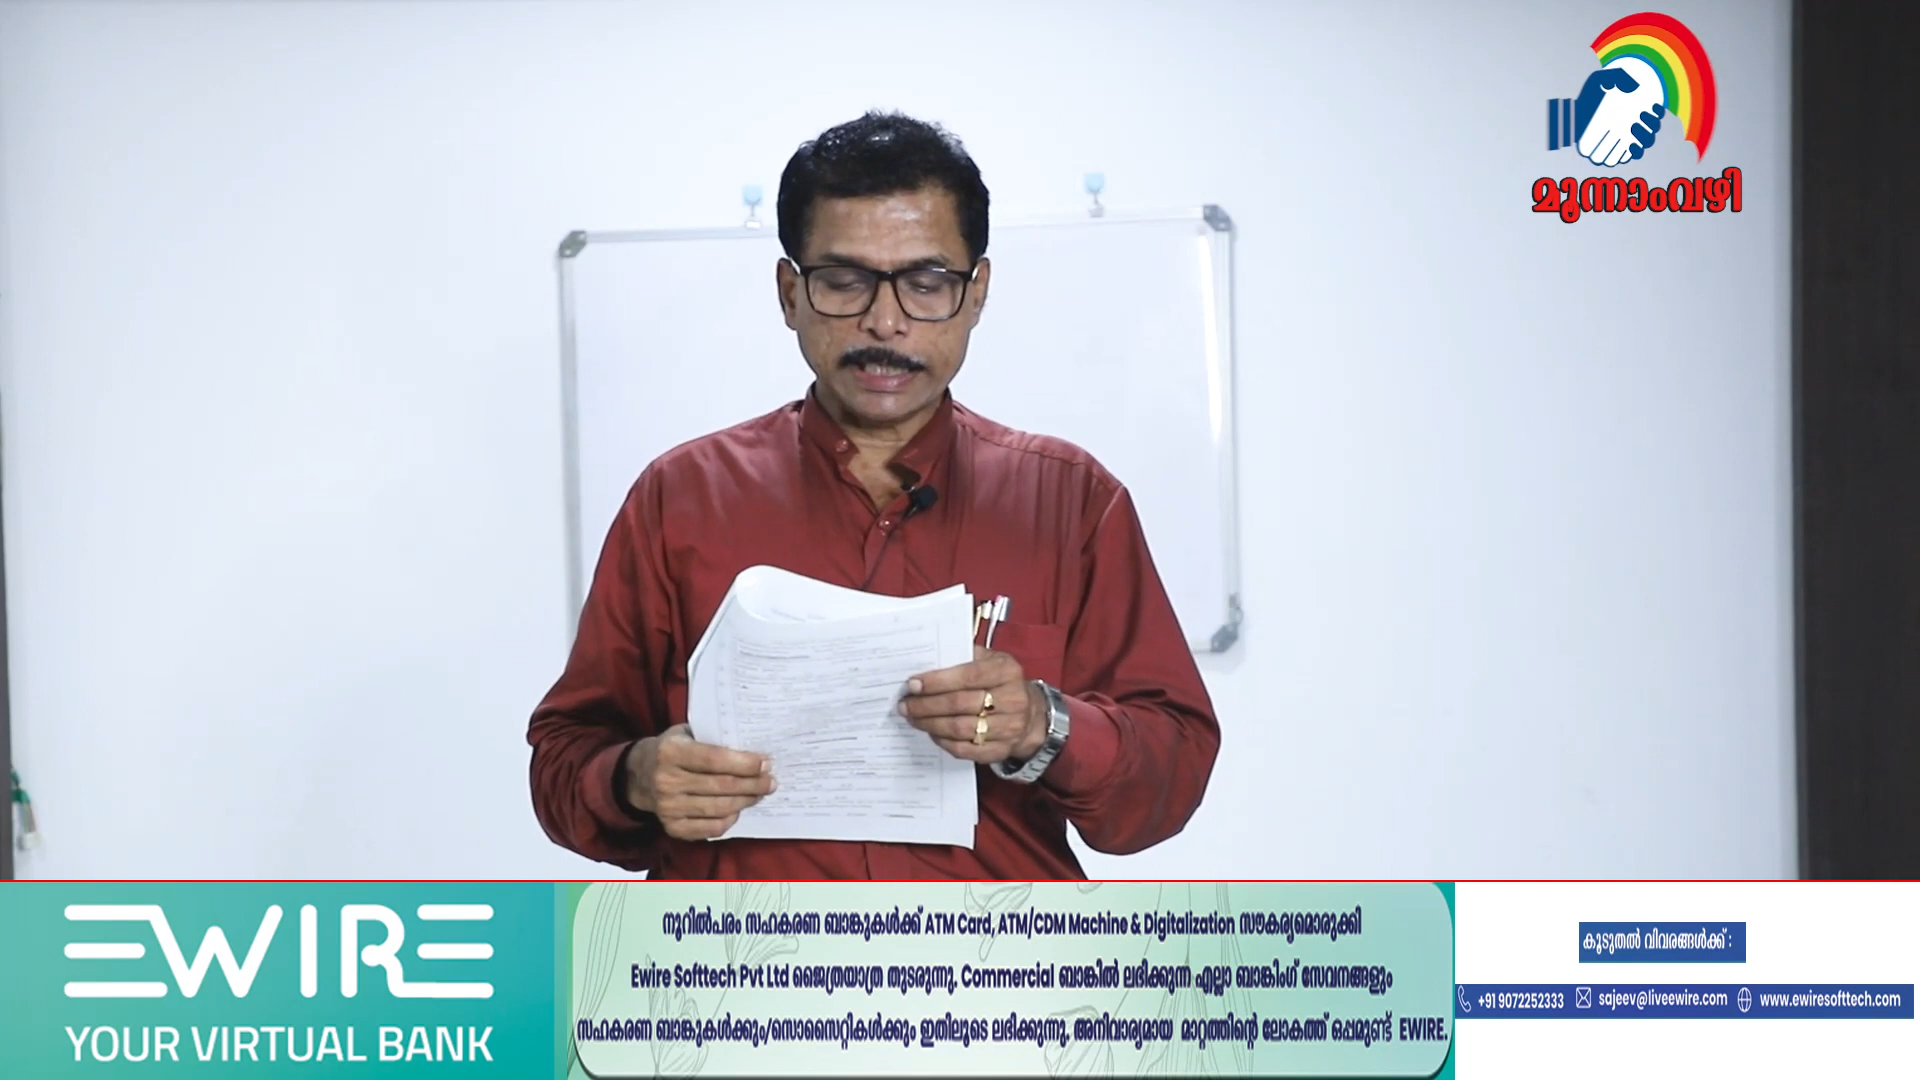 മൂന്നാംവഴി
EWIRE
YOUR VIRTUAL BANK
നൂറിൽപരം സഹകരണ ബാങ്കുകൾക്ക് ATM Card, ATM/CDM Machine & Digitalization സൗകര്യമൊരുക്കി
Ewire Softtech Pvt Ltd ജൈത്രയാത്ര തുടരുന്നു. Commercial ബാങ്കിൽ ലഭിക്കുന്ന എല്ലാ ബാങ്കിംഗ് സേവനങ്ങളും
സഹകരണ ബാങ്കുകൾക്കും/സൊസൈറ്റികൾക്കും ഇതിലൂടെ ലഭിക്കുന്നു. അനിവാര്യമായ മാറ്റത്തിന്റെ ലോകത്ത് ഒപ്പമുണ്ട് EWIRE.
കൂടുതൽ വിവരങ്ങൾക്ക് :
+91 9072252333 sajeev@liveewire.com www.ewiresofttech.com